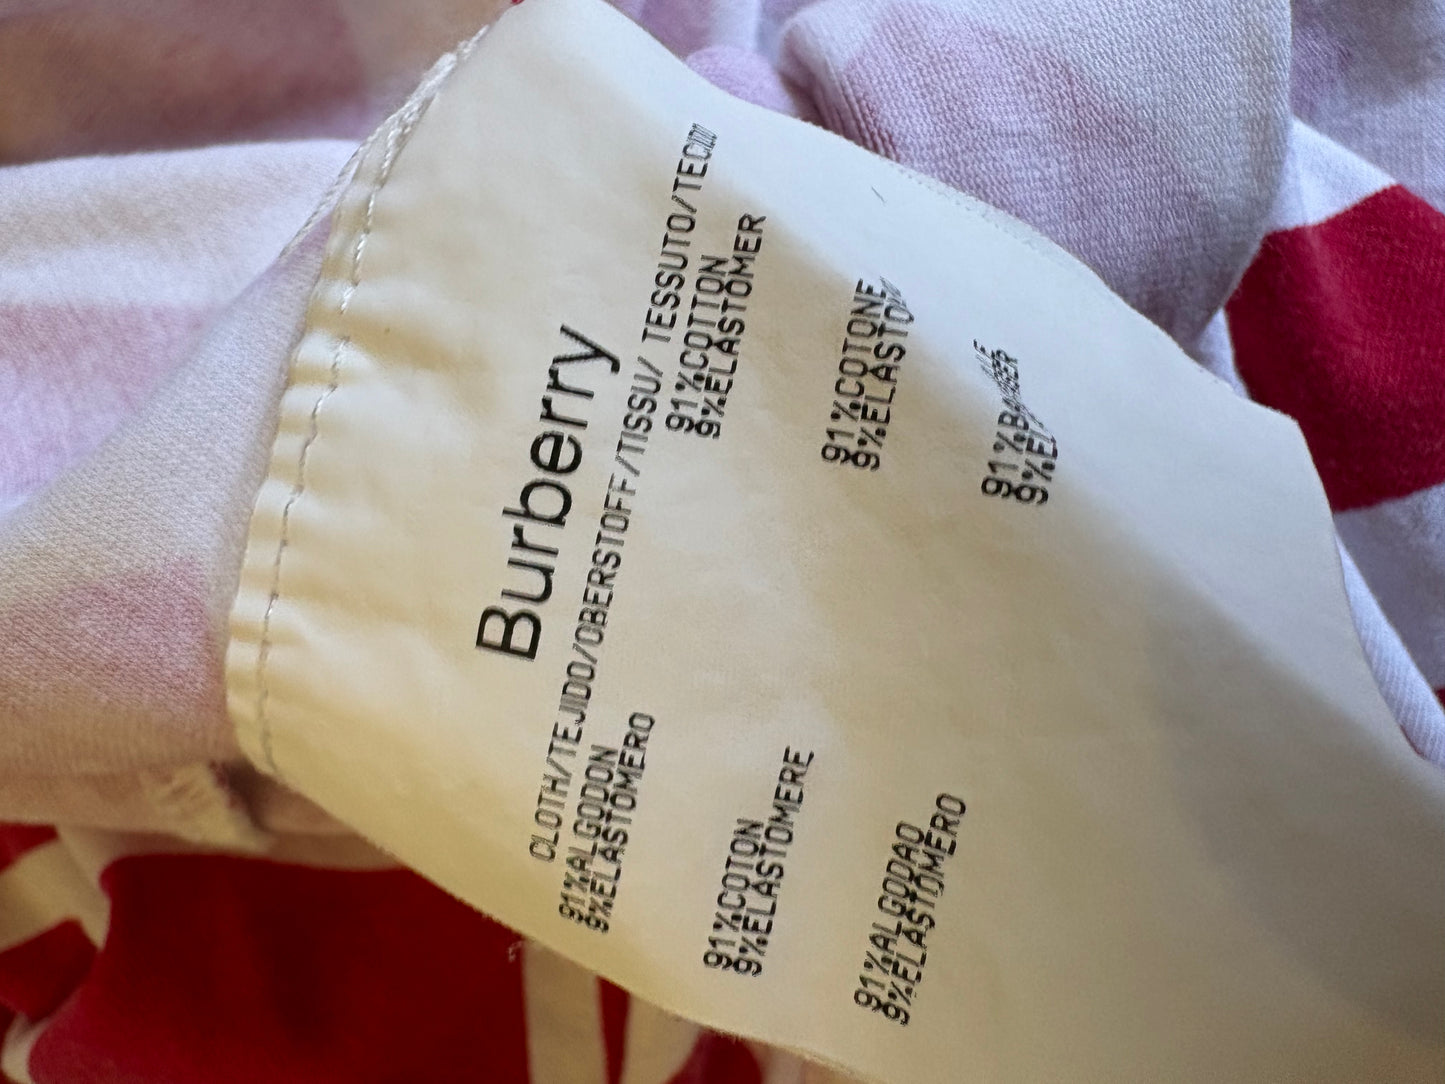 Burberry
CLOTH/TEJIDO/OBERSTOFF/TISSU/ TESSUTO/TECIDO
91%ALGODON
9%ELASTOMERO
91%COTTON
9%ELASTOMER
91%COTON
9%ELASTOMERE
91%COTONE
91%ALGODAO
9%ELASTOMERO